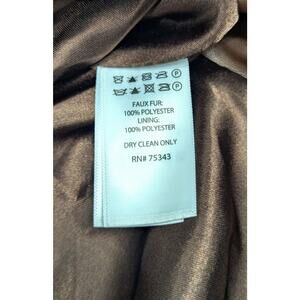 FAUX FUR:
100% POLYESTER
LINING:
100% POLYESTER
DRY CLEAN ONLY
RN# 75343